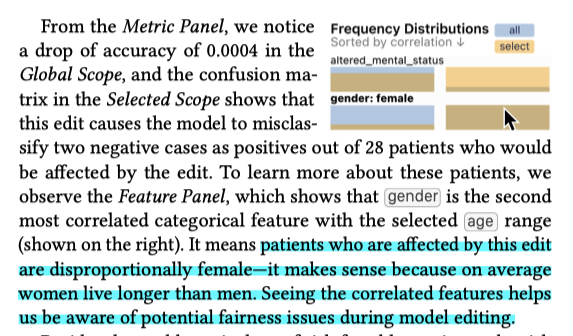 From the Metric Panel, we notice
a drop of accuracy of 0.0004 in the
Global Scope, and the confusion ma-
trix in the Selected Scope shows that
this edit causes the model to misclas-
Frequency Distributions all
Sorted by correlation ↓ select
altered_mental_status
gender: female
sify two negative cases as positives out of 28 patients who would
be affected by the edit. To learn more about these patients, we
observe the Feature Panel, which shows that gender is the second
most correlated categorical feature with the selected age range
(shown on the right). It means patients who are affected by this edit
are disproportionally female—it makes sense because on average
women live longer than men. Seeing the correlated features helps
us be aware of potential fairness issues during model editing.